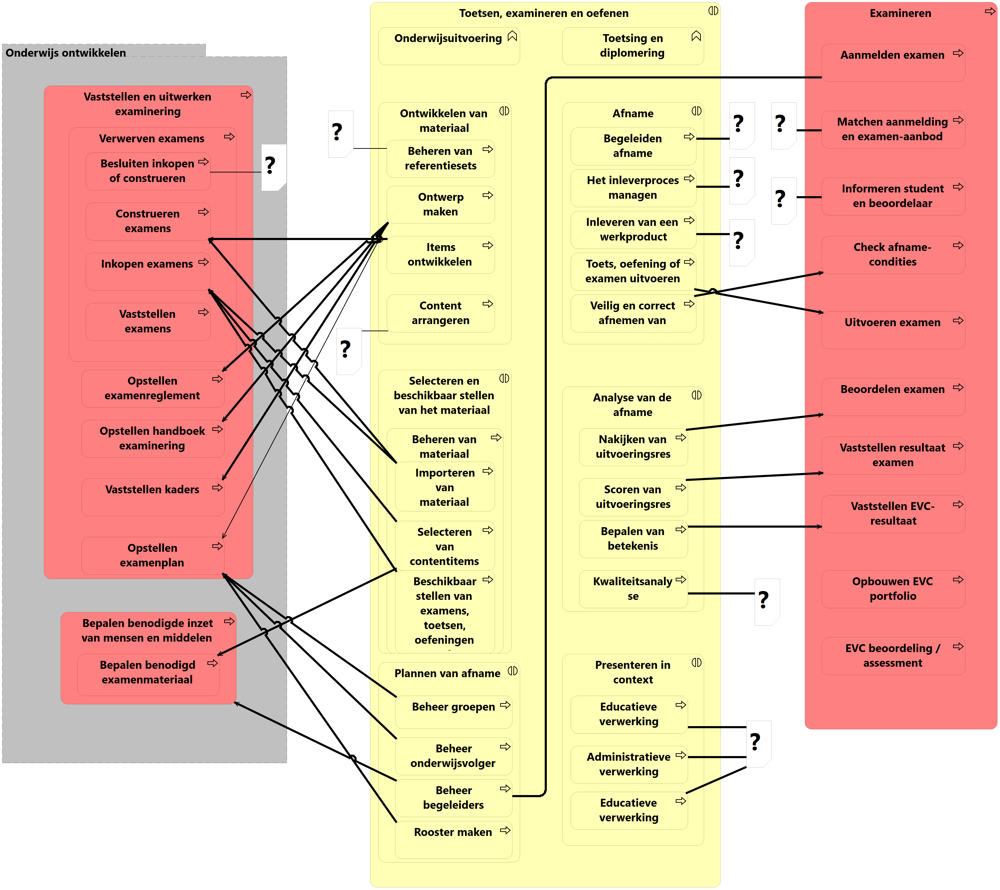 Onderwijs ontwikkelen
Vaststellen en uitwerken
examinering
Verwerven examens
Besluiten inkopen
of construeren
?
Construeren
examens
Inkopen examens
Vaststellen
examens
Opstellen
examenreglement
Opstellen handboek
examinering
Vaststellen kaders
Opstellen
examenplan
Bepalen benodigde inzet
van mensen en middelen
Bepalen benodigd
examenmateriaal
Toetsen, examineren en oefenen
Onderwijsuitvoering
Toetsing en
diplomering
Ontwikkelen van
materiaal
?
Beheren van
referentiesets
Ontwerp
maken
Items
ontwikkelen
Content
arrangeren
?
Selecteren en
beschikbaar stellen
van het materiaal
Beheren van
materiaal
Importeren
van
materiaal
Selecteren
van
contentitems
Beschikbaar
stellen van
examens,
toetsen,
oefeningen
Plannen van afname
Beheer groepen
Beheer
onderwijsvolger
Beheer
begeleiders
Rooster maken
Afname
Begeleiden
afname
?
Het inleverproces
managen
?
Inleveren van een
werkproduct
?
Toets, oefening of
examen uitvoeren
Veilig en correct
afnemen van
Analyse van de
afname
Nakijken van
uitvoeringsres
Scoren van
uitvoeringsres
Bepalen van
betekenis
Kwaliteitsanaly
se
?
Presenteren in
context
Educatieve
verwerking
?
Administratieve
verwerking
Educatieve
verwerking
Examineren
Aanmelden examen
?
Matchen aanmelding
en examen-aanbod
?
Informeren student
en beoordelaar
Check afname-
condities
Uitvoeren examen
Beoordelen examen
Vaststellen resultaat
examen
Vaststellen EVC-
resultaat
Opbouwen EVC
portfolio
EVC beoordeling /
assessment